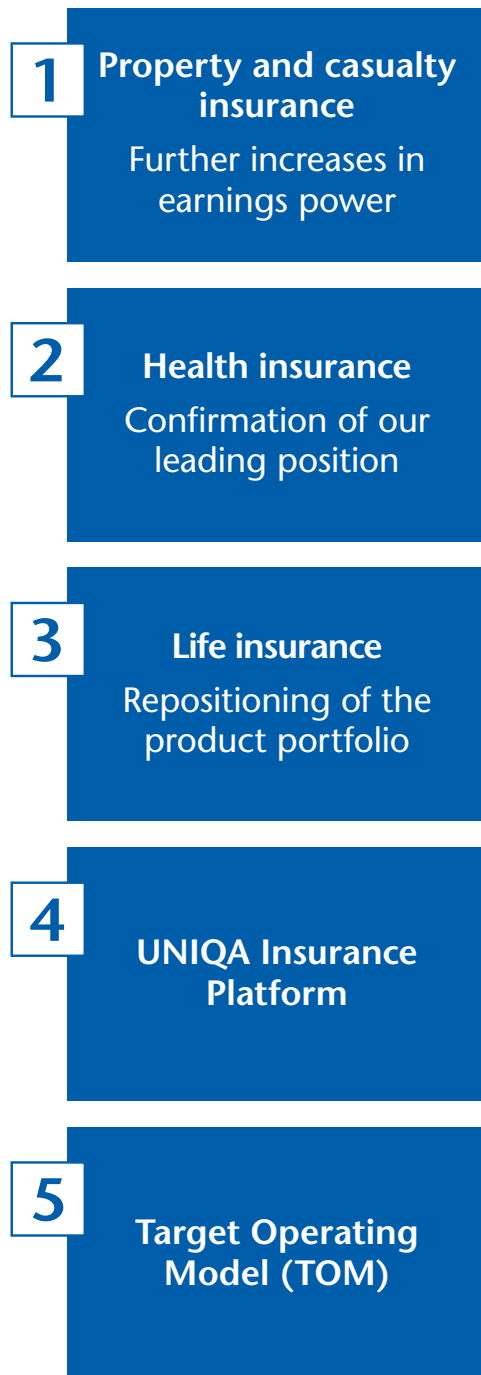 1
Property and casualty
insurance
Further increases in
earnings power
2
Health insurance
Confirmation of our
leading position
3
Life insurance
Repositioning of the
product portfolio
4
UNIQA Insurance
Platform
5
Target Operating
Model (TOM)